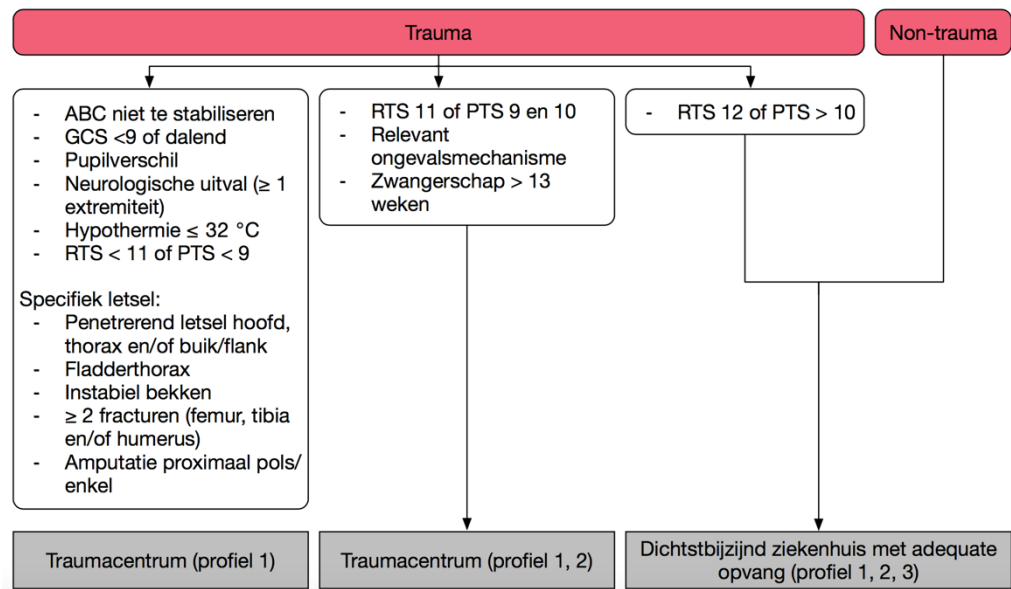 Trauma
Non-trauma
- ABC niet te stabiliseren
- GCS <9 of dalend
- Pupilverschil
- Neurologische uitval (≥ 1
extremiteit)
- Hypothermie ≤ 32 °C
- RTS < 11 of PTS < 9
Specifiek letsel:
- Penetrerend letsel hoofd,
thorax en/of buik/flank
- Fladderthorax
- Instabiel bekken
- ≥ 2 fracturen (femur, tibia
en/of humerus)
- Amputatie proximaal pols/
enkel
- RTS 11 of PTS 9 en 10
- Relevant
ongevalsmechanisme
- Zwangerschap > 13
weken
- RTS 12 of PTS > 10
Traumacentrum (profiel 1)
Traumacentrum (profiel 1, 2)
Dichtstbijzijnd ziekenhuis met adequate
opvang (profiel 1, 2, 3)